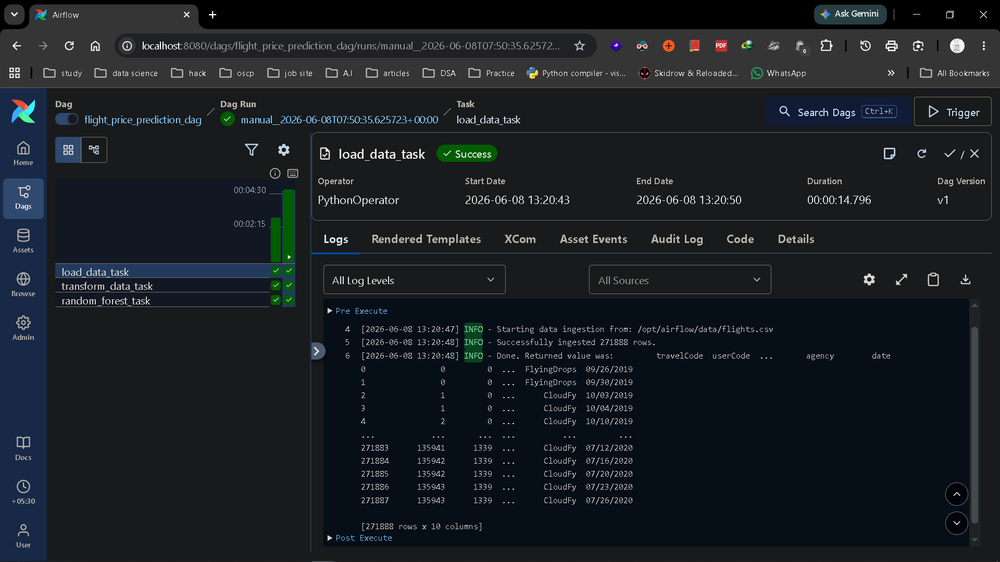 Airflow
Ask Gemini
localhost:8080/dags/flight_price_prediction_dag/runs/manual__2026-06-08T07:50:35.62572...
PDF
0
study
data science
hack
oscp
job site
A.I
articles
DSA
Practice
Python compiler - vis...
Skidrow & Reloaded...
WhatsApp
All Bookmarks
Dag
flight_price_prediction_dag
Dag Run
manual__2026-06-08T07:50:35.625723+00:00
Task
load_data_task
Search Dags Ctrl+K
Trigger
Home
Dags
Assets
Browse
Admin
Docs
+05:30
User
00:04:30
00:02:15
load_data_task
transform_data_task
random_forest_task
load_data_task Success
Operator Start Date End Date Duration Dag Version
PythonOperator 2026-06-08 13:20:43 2026-06-08 13:20:50 00:00:14.796 v1
Logs Rendered Templates XCom Asset Events Audit Log Code Details
All Log Levels All Sources
Pre Execute
4 [2026-06-08 13:20:47] INFO - Starting data ingestion from: /opt/airflow/data/flights.csv
5 [2026-06-08 13:20:48] INFO - Successfully ingested 271888 rows.
6 [2026-06-08 13:20:48] INFO - Done. Returned value was: travelCode userCode ... agency date
0 0 0 ... FlyingDrops 09/26/2019
1 0 0 ... FlyingDrops 09/30/2019
2 1 0 ... CloudFy 10/03/2019
3 1 0 ... CloudFy 10/04/2019
4 2 0 ... CloudFy 10/10/2019
... ... ... ... ... ...
271883 135941 1339 ... CloudFy 07/12/2020
271884 135942 1339 ... CloudFy 07/16/2020
271885 135942 1339 ... CloudFy 07/20/2020
271886 135943 1339 ... CloudFy 07/23/2020
271887 135943 1339 ... CloudFy 07/26/2020
[271888 rows x 10 columns]
Post Execute